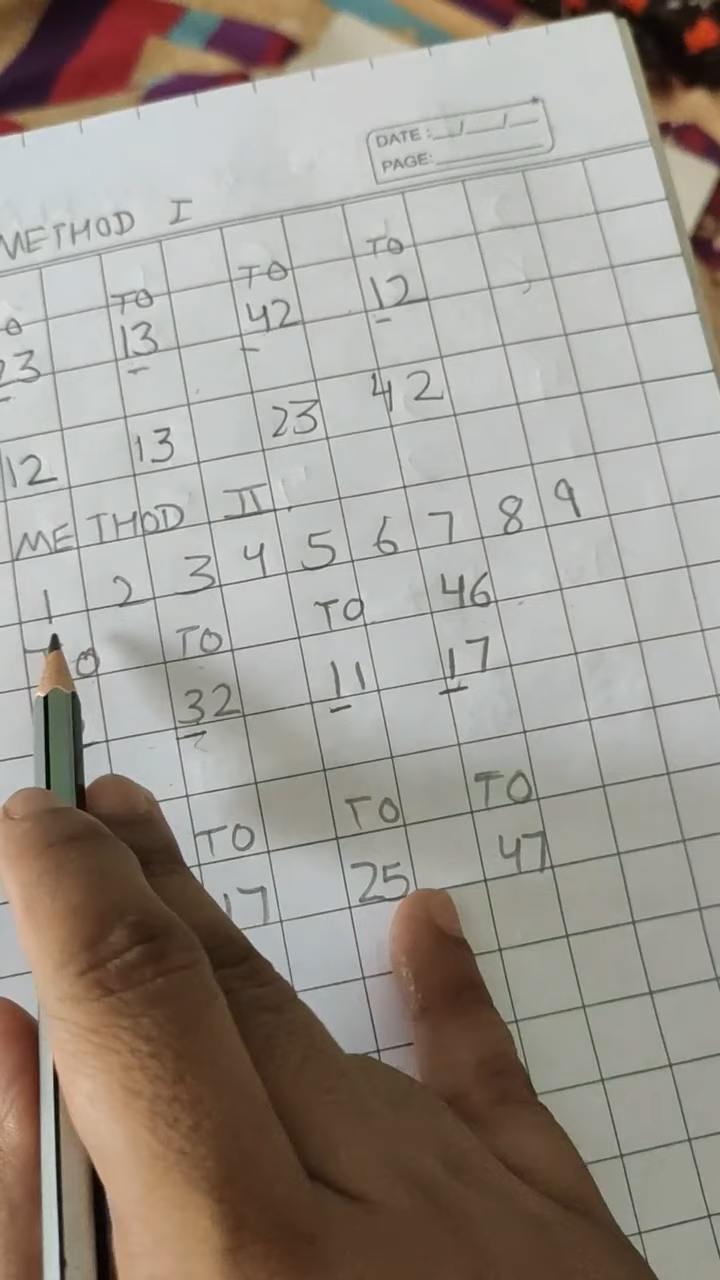 DATE: __/__/__
PAGE:
METHOD I
O TO TO TO
23 13 42 12
12 13 23 42
METHOD II
1 2 3 4 5 6 7 8 9
TO TO TO 46
32 11 17
TO TO TO
17 25 47